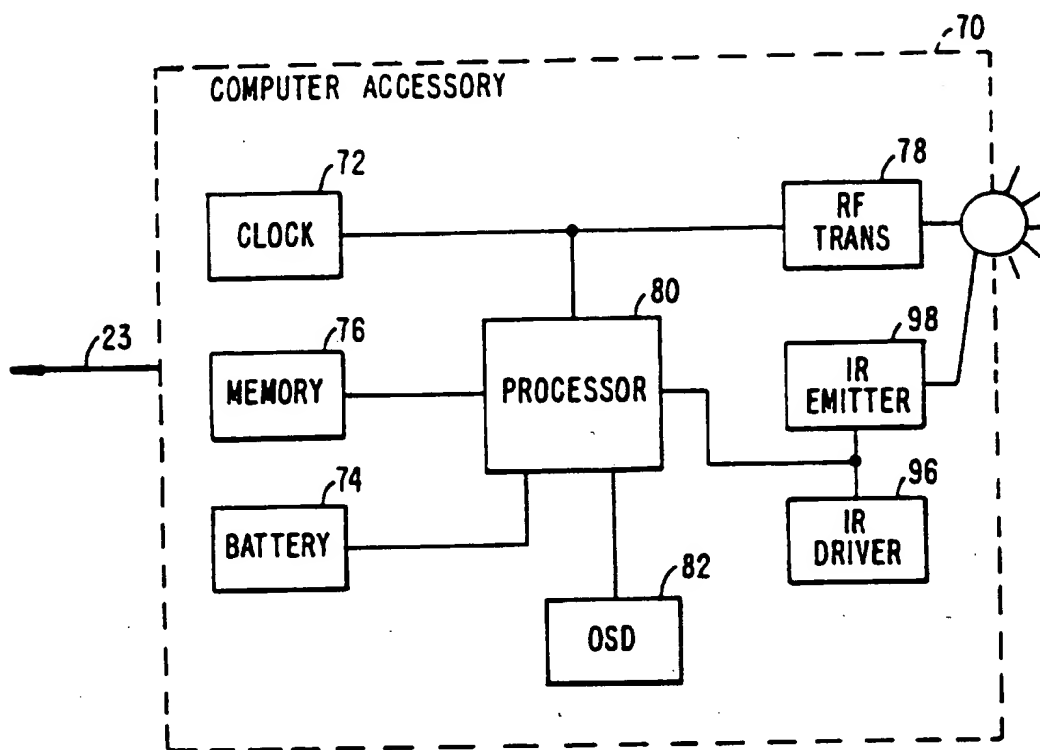 70
COMPUTER ACCESSORY
72
CLOCK
78
RF
TRANS
23
76
MEMORY
80
PROCESSOR
98
IR
EMITTER
74
BATTERY
96
IR
DRIVER
82
OSD